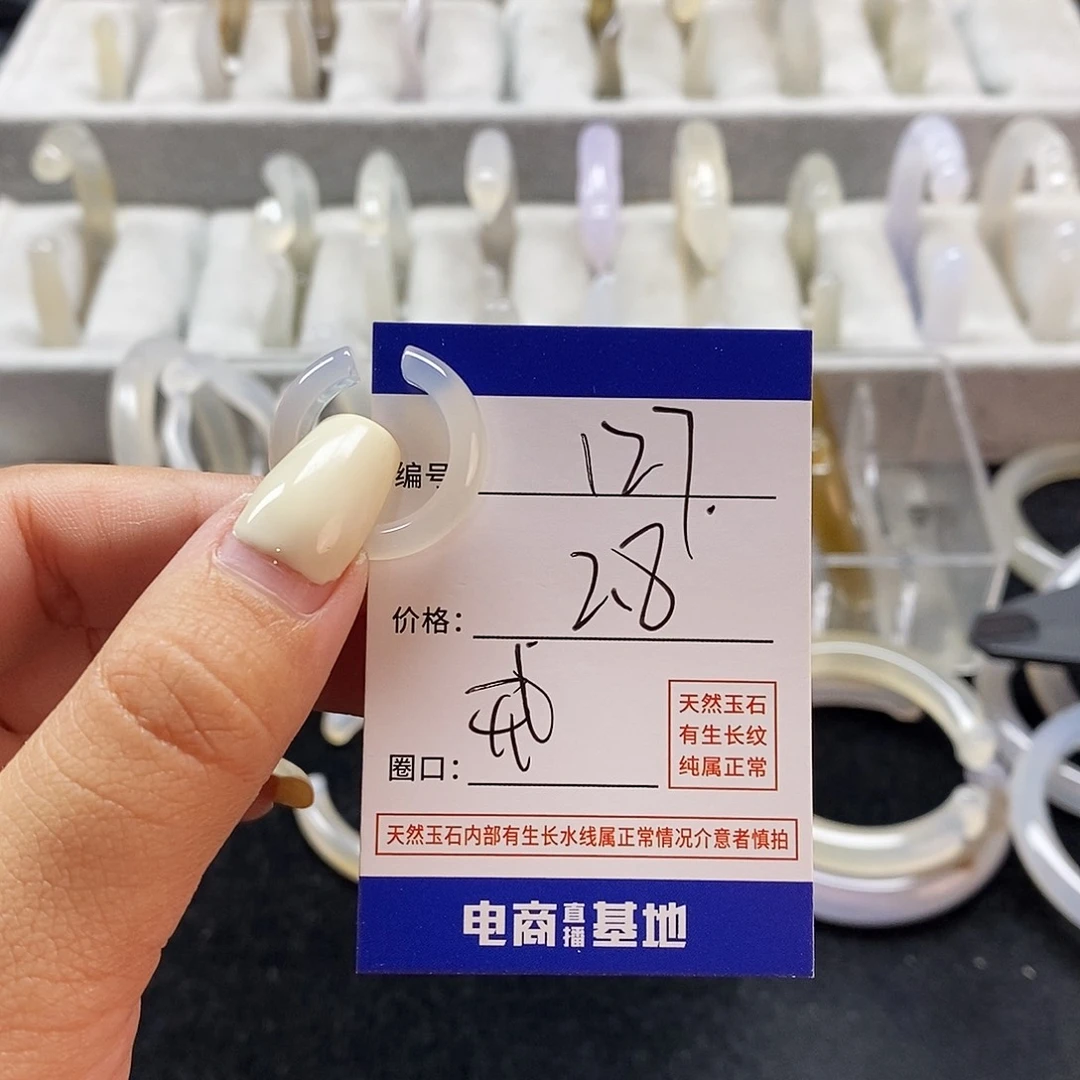 编号 127.
价格: 28
圈口:
天然玉石
有生长纹
纯属正常
天然玉石内部有生长水线属正常情况介意者慎拍
电商直播基地